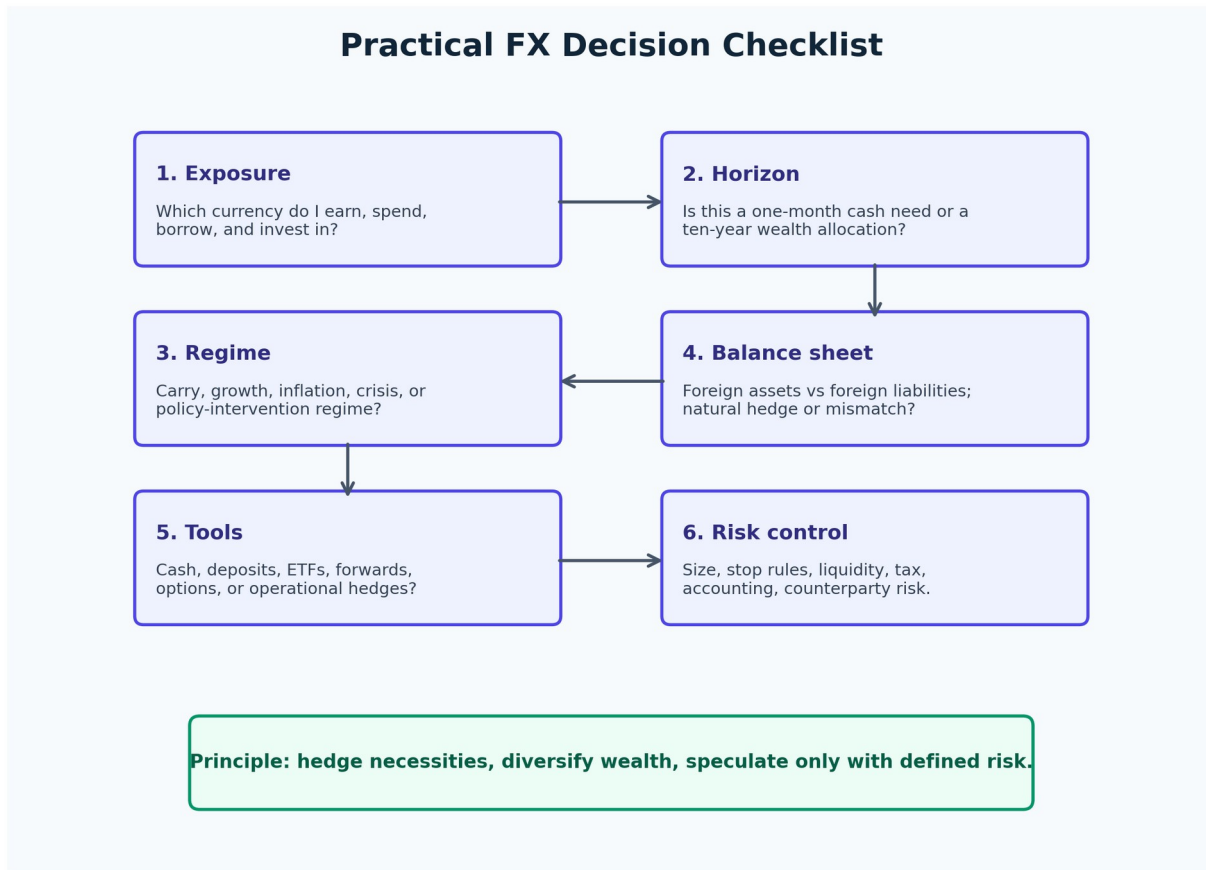 Practical FX Decision Checklist
1. Exposure
Which currency do I earn, spend,
borrow, and invest in?
2. Horizon
Is this a one-month cash need or a
ten-year wealth allocation?
3. Regime
Carry, growth, inflation, crisis, or
policy-intervention regime?
4. Balance sheet
Foreign assets vs foreign liabilities;
natural hedge or mismatch?
5. Tools
Cash, deposits, ETFs, forwards,
options, or operational hedges?
6. Risk control
Size, stop rules, liquidity, tax,
accounting, counterparty risk.
Principle: hedge necessities, diversify wealth, speculate only with defined risk.